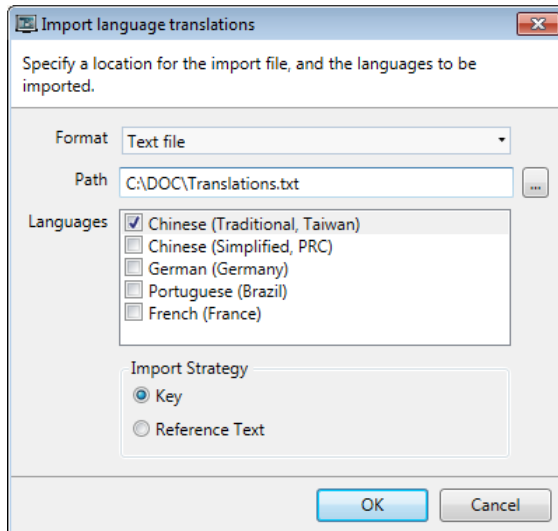 Import language translations
Specify a location for the import file, and the languages to be
imported.
Format
Text file
Path
C:\DOC\Translations.txt
...
Languages
Chinese (Traditional, Taiwan)
Chinese (Simplified, PRC)
German (Germany)
Portuguese (Brazil)
French (France)
Import Strategy
Key
Reference Text
OK
Cancel